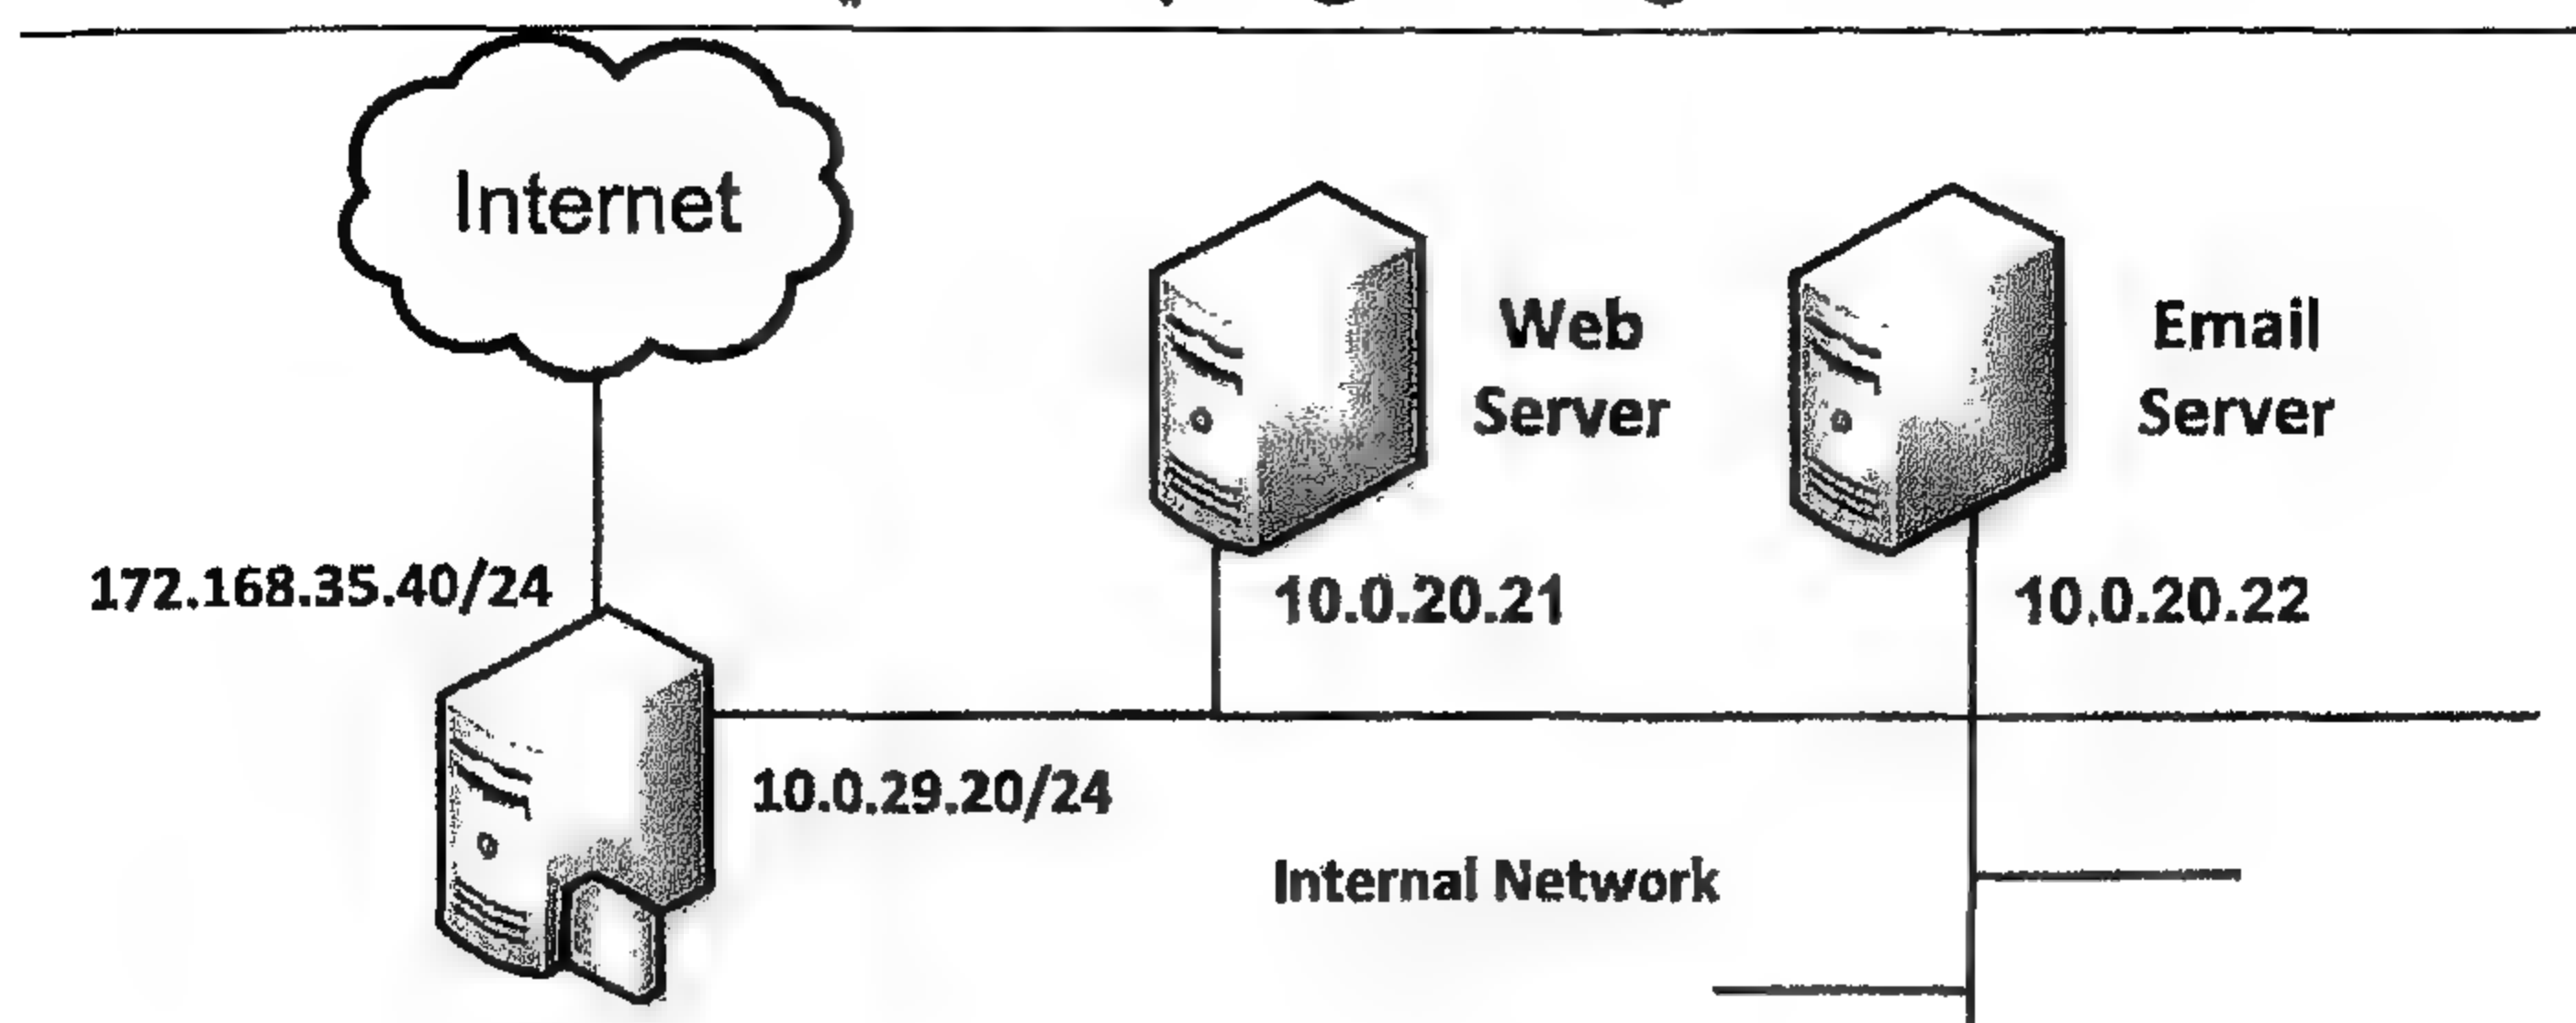 Internet
Web
Server
Email
Server
172.168.35.40/24
10.0.20.21
10.0.20.22
10.0.29.20/24
Internal Network